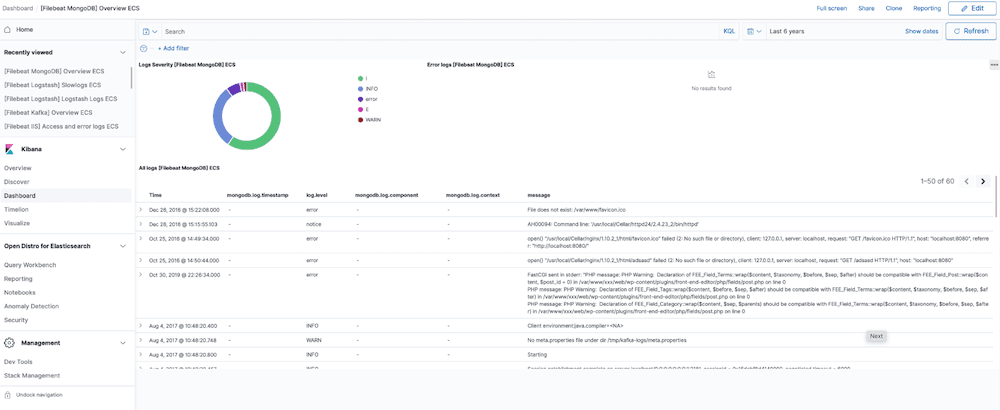 Dashboard / [Filebeat MongoDB] Overview ECS
Full screen Share Clone Reporting Edit
Home
Recently viewed
[Filebeat MongoDB] Overview ECS
[Filebeat Logstash] Slowlogs ECS
[Filebeat Logstash] Logstash Logs ECS
[Filebeat Kafka] Overview ECS
[Filebeat IIS] Access and error logs ECS
Kibana
Overview
Discover
Dashboard
Timelion
Visualize
Open Distro for Elasticsearch
Query Workbench
Reporting
Notebooks
Anomaly Detection
Security
Management
Dev Tools
Stack Management
Undock navigation
Search KQL Last 6 years Show dates Refresh
+ Add filter
Logs Severity [Filebeat MongoDB] ECS
I
INFO
error
E
WARN
Error logs [Filebeat MongoDB] ECS
No results found
All logs [Filebeat MongoDB] ECS
1–50 of 60
Time mongodb.log.timestamp log.level mongodb.log.component mongodb.log.context message
Dec 28, 2016 @ 15:22:08.000 - error - - File does not exist: /var/www/favicon.ico
Dec 28, 2016 @ 15:15:55.103 - notice - - AH00094: Command line: '/usr/local/Cellar/httpd24/2.4.23_2/bin/httpd'
Oct 25, 2016 @ 14:49:34.000 - error - - open() "/usr/local/Cellar/nginx/1.10.2_1/html/favicon.ico" failed (2: No such file or directory), client: 127.0.0.1, server: localhost, request: "GET /favicon.ico HTTP/1.1", host: "localhost:8080", referre
r: "http://localhost:8080/"
Oct 25, 2016 @ 14:50:44.000 - error - - open() "/usr/local/Cellar/nginx/1.10.2_1/html/adsasd" failed (2: No such file or directory), client: 127.0.0.1, server: localhost, request: "GET /adsasd HTTP/1.1", host: "localhost:8080"
Oct 30, 2019 @ 22:26:34.000 - error - - FastCGI sent in stderr: "PHP message: PHP Warning: Declaration of FEE_Field_Terms::wrap($content, $taxonomy, $before, $sep, $after) should be compatible with FEE_Field_Post::wrap($conte
nt, $post_id = 0) in /var/www/xxx/web/wp-content/plugins/front-end-editor/php/fields/post.php on line 0
PHP message: PHP Warning: Declaration of FEE_Field_Tags::wrap($content, $before, $sep, $after) should be compatible with FEE_Field_Terms::wrap($content, $taxonomy, $before, $sep, $af
ter) in /var/www/xxx/web/wp-content/plugins/front-end-editor/php/fields/post.php on line 0
PHP message: PHP Warning: Declaration of FEE_Field_Category::wrap($content, $sep, $parents) should be compatible with FEE_Field_Terms::wrap($content, $taxonomy, $before, $sep, $afte
r) in /var/www/xxx/web/wp-content/plugins/front-end-editor/php/fields/post.php on line 0
Aug 4, 2017 @ 10:48:20.400 - INFO - - Client environment:java.compiler=<NA>
Aug 4, 2017 @ 10:48:20.748 - WARN - - No meta.properties file under dir /tmp/kafka-logs/meta.properties
Next
Aug 4, 2017 @ 10:48:20.800 - INFO - - Starting